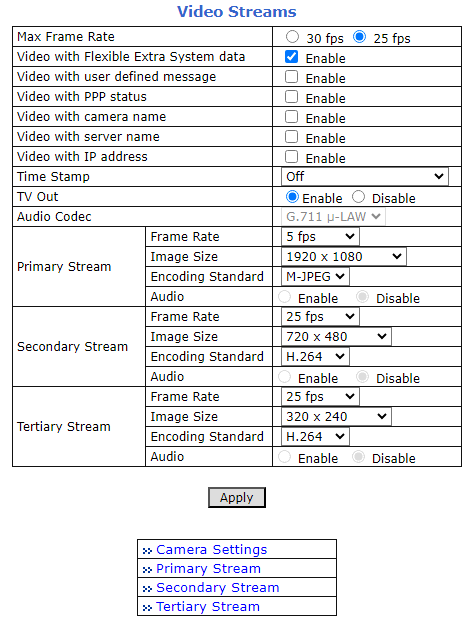 Video Streams
Max Frame Rate 30 fps 25 fps
Video with Flexible Extra System data Enable
Video with user defined message Enable
Video with PPP status Enable
Video with camera name Enable
Video with server name Enable
Video with IP address Enable
Time Stamp Off
TV Out Enable Disable
Audio Codec G.711 μ-LAW
Primary Stream
Frame Rate 5 fps
Image Size 1920 x 1080
Encoding Standard M-JPEG
Audio Enable Disable
Secondary Stream
Frame Rate 25 fps
Image Size 720 x 480
Encoding Standard H.264
Audio Enable Disable
Tertiary Stream
Frame Rate 25 fps
Image Size 320 x 240
Encoding Standard H.264
Audio Enable Disable
Apply
Camera Settings
Primary Stream
Secondary Stream
Tertiary Stream